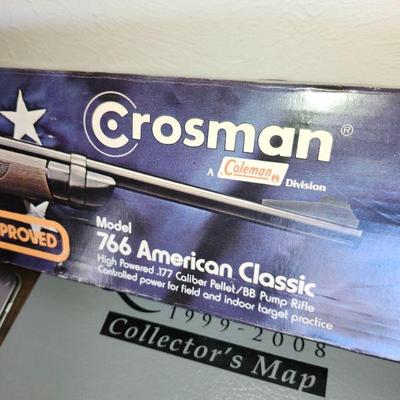 Crosman®
A Coleman Division
PROVED
Model
766 American Classic
High Powered .177 Caliber Pellet/BB Pump Rifle
Controlled power for field and indoor target practice
1999-2008
Collector's Map